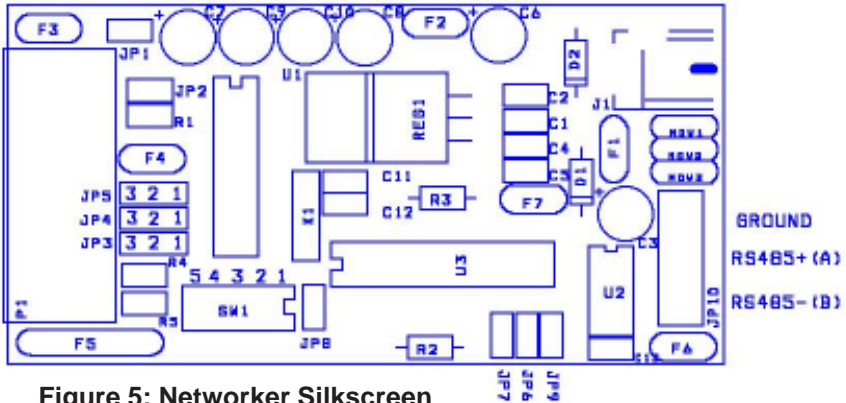 C7 C9 C10 C8 C6
F3 JP1 F2 D2
U1 REG1 C2 J1
JP2 R1 C1 F1 MOV1
F4 C4 MOV2
C5 D1 MOV3
JP5 3 2 1 C11 R3 F7
JP4 3 2 1 X1 C12 GROUND
JP3 3 2 1 C3 RS485+(A)
R4 U3
5 4 3 2 1 U2 JP10 RS485-(B)
P1 R5 SW1
F5 JP8 R2 F6
JP7 JP6 JP9
Figure 5: Networker Silkscreen